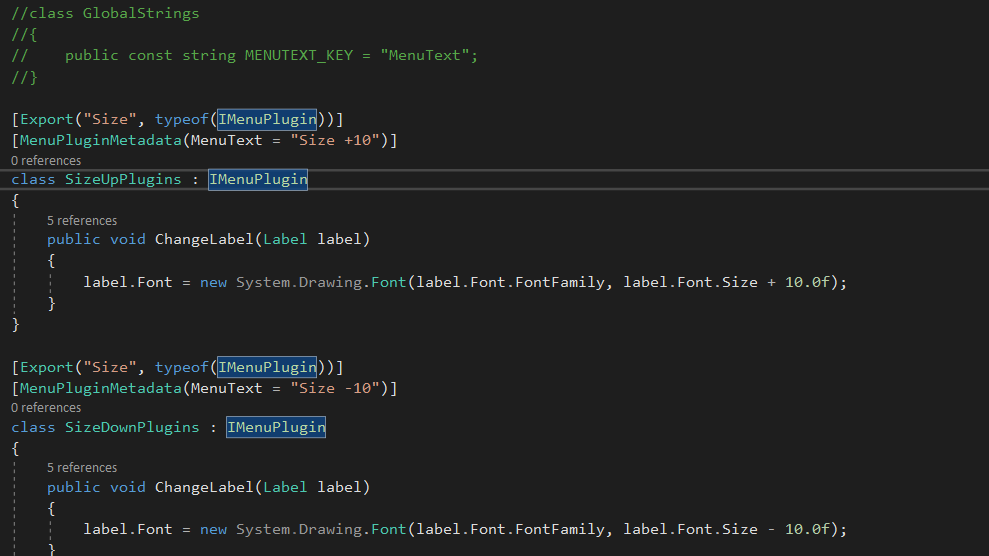 //class GlobalStrings
//{
//    public const string MENUTEXT_KEY = "MenuText";
//}
[Export("Size", typeof(IMenuPlugin))]
[MenuPluginMetadata(MenuText = "Size +10")]
0 references
class SizeUpPlugins : IMenuPlugin
{
5 references
public void ChangeLabel(Label label)
{
label.Font = new System.Drawing.Font(label.Font.FontFamily, label.Font.Size + 10.0f);
}
}
[Export("Size", typeof(IMenuPlugin))]
[MenuPluginMetadata(MenuText = "Size -10")]
0 references
class SizeDownPlugins : IMenuPlugin
{
5 references
public void ChangeLabel(Label label)
{
label.Font = new System.Drawing.Font(label.Font.FontFamily, label.Font.Size - 10.0f);
}